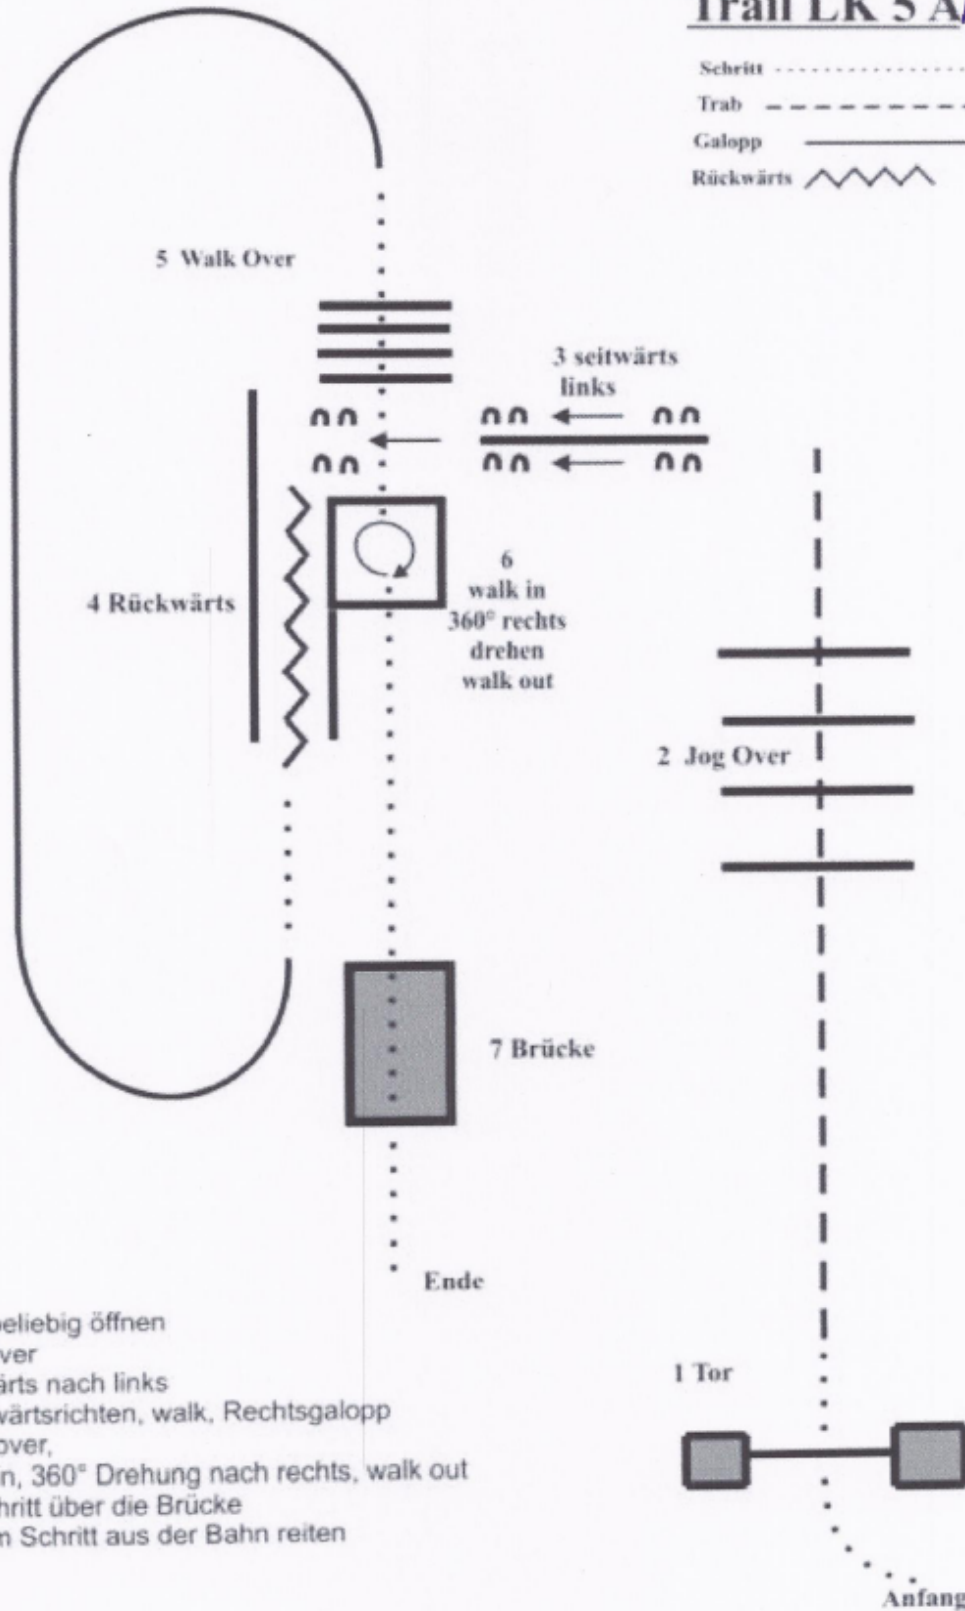 Trail LK 5 A
Schritt
Trab
Galopp
Rückwärts
5 Walk Over
3 seitwärts
links
4 Rückwärts
6
walk in
360° rechts
drehen
walk out
2 Jog Over
7 Brücke
Ende
1 Tor
Anfang
beliebig öffnen
ver
ärts nach links
wärtsrichten, walk, Rechtsgalopp
over,
in, 360° Drehung nach rechts, walk out
hritt über die Brücke
m Schritt aus der Bahn reiten